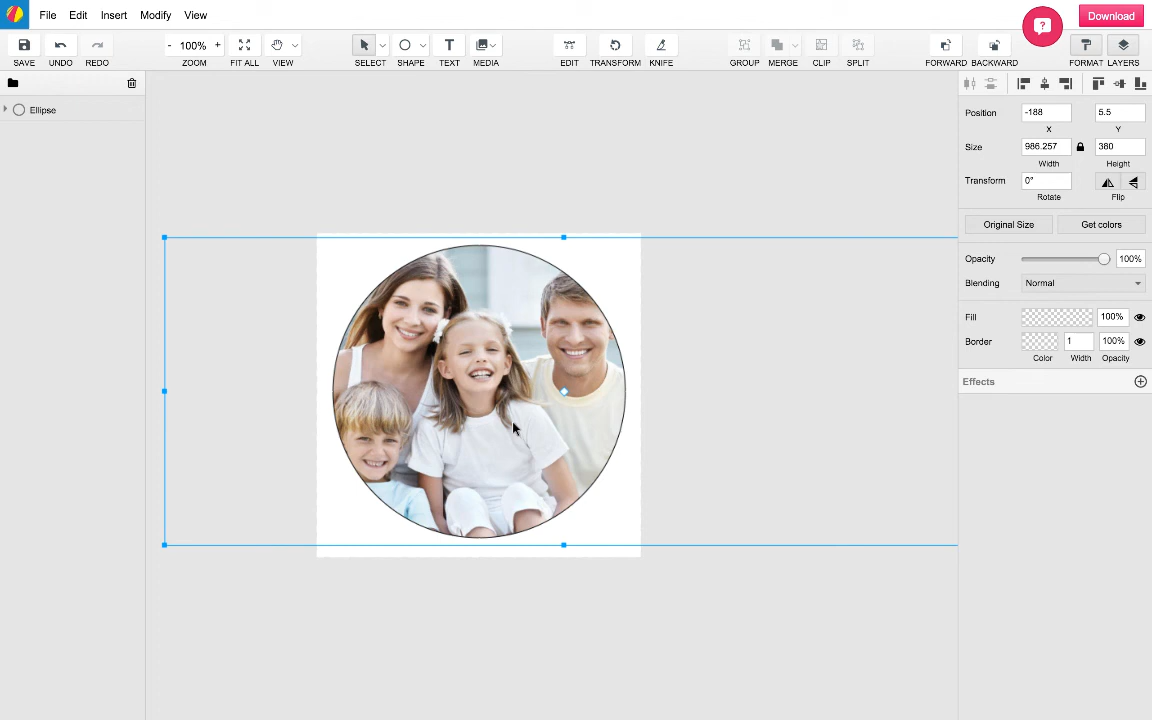 File Edit Insert Modify View
Download
- 100% +
SAVE UNDO REDO ZOOM FIT ALL VIEW SELECT SHAPE TEXT MEDIA EDIT TRANSFORM KNIFE GROUP MERGE CLIP SPLIT FORWARD BACKWARD FORMAT LAYERS
Ellipse
Position -188 5.5
X Y
Size 986.257 380
Width Height
Transform 0°
Rotate Flip
Original Size Get colors
Opacity 100%
Blending Normal
Fill 100%
Border 1 100%
Color Width Opacity
Effects